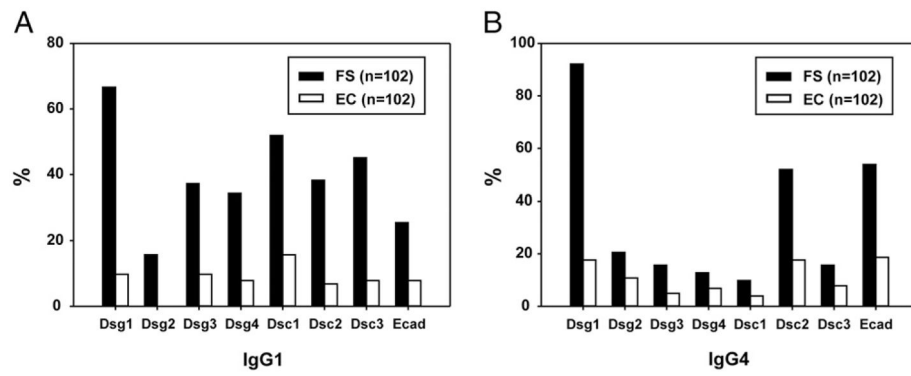 A
80
60
40
20
0
%
FS (n=102)
EC (n=102)
Dsg1 Dsg2 Dsg3 Dsg4 Dsc1 Dsc2 Dsc3 Ecad
IgG1
B
100
80
60
40
20
0
%
FS (n=102)
EC (n=102)
Dsg1 Dsg2 Dsg3 Dsg4 Dsc1 Dsc2 Dsc3 Ecad
IgG4